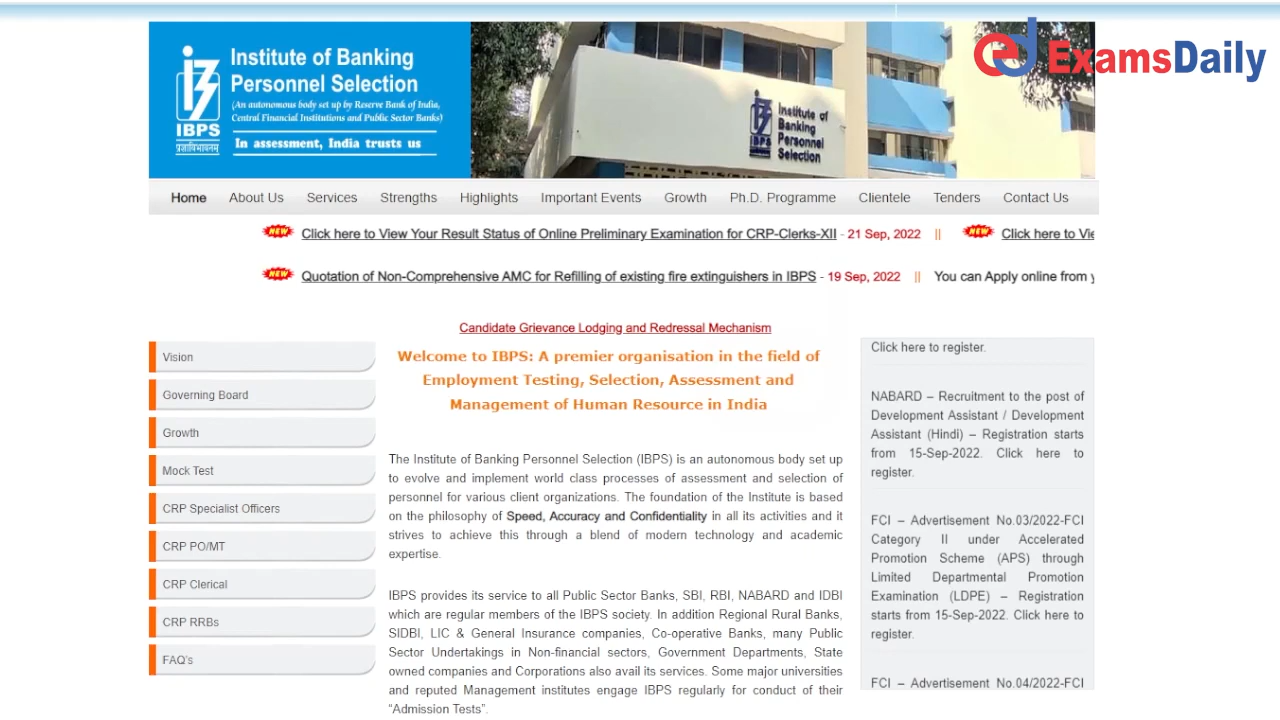 ExamsDaily
Institute of Banking
Personnel Selection
(An autonomous body set up by Reserve Bank of India,
Central Financial Institutions and Public Sector Banks)
In assessment, India trusts us
IBPS
Institute of
Banking
Personnel
Selection
IBPS
Home About Us Services Strengths Highlights Important Events Growth Ph.D. Programme Clientele Tenders Contact Us
NEW Click here to View Your Result Status of Online Preliminary Examination for CRP-Clerks-XII - 21 Sep, 2022 || NEW Click here to
NEW Quotation of Non-Comprehensive AMC for Refilling of existing fire extinguishers in IBPS - 19 Sep, 2022 || You can Apply online from
Candidate Grievance Lodging and Redressal Mechanism
Welcome to IBPS: A premier organisation in the field of
Employment Testing, Selection, Assessment and
Management of Human Resource in India
Vision
Governing Board
Growth
Mock Test
CRP Specialist Officers
CRP PO/MT
CRP Clerical
CRP RRBs
FAQ's
The Institute of Banking Personnel Selection (IBPS) is an autonomous body set up
to evolve and implement world class processes of assessment and selection of
personnel for various client organizations. The foundation of the Institute is based
on the philosophy of Speed, Accuracy and Confidentiality in all its activities and it
strives to achieve this through a blend of modern technology and academic
expertise.
IBPS provides its service to all Public Sector Banks, SBI, RBI, NABARD and IDBI
which are regular members of the IBPS society. In addition Regional Rural Banks,
SIDBI, LIC & General Insurance companies, Co-operative Banks, many Public
Sector Undertakings in Non-financial sectors, Government Departments, State
owned companies and Corporations also avail its services. Some major universities
and reputed Management institutes engage IBPS regularly for conduct of their
“Admission Tests”.
Click here to register.
NABARD – Recruitment to the post of
Development Assistant / Development
Assistant (Hindi) – Registration starts
from 15-Sep-2022. Click here to
register.
FCI – Advertisement No.03/2022-FCI
Category II under Accelerated
Promotion Scheme (APS) through
Limited Departmental Promotion
Examination (LDPE) – Registration
starts from 15-Sep-2022. Click here to
register.
FCI – Advertisement No.04/2022-FCI